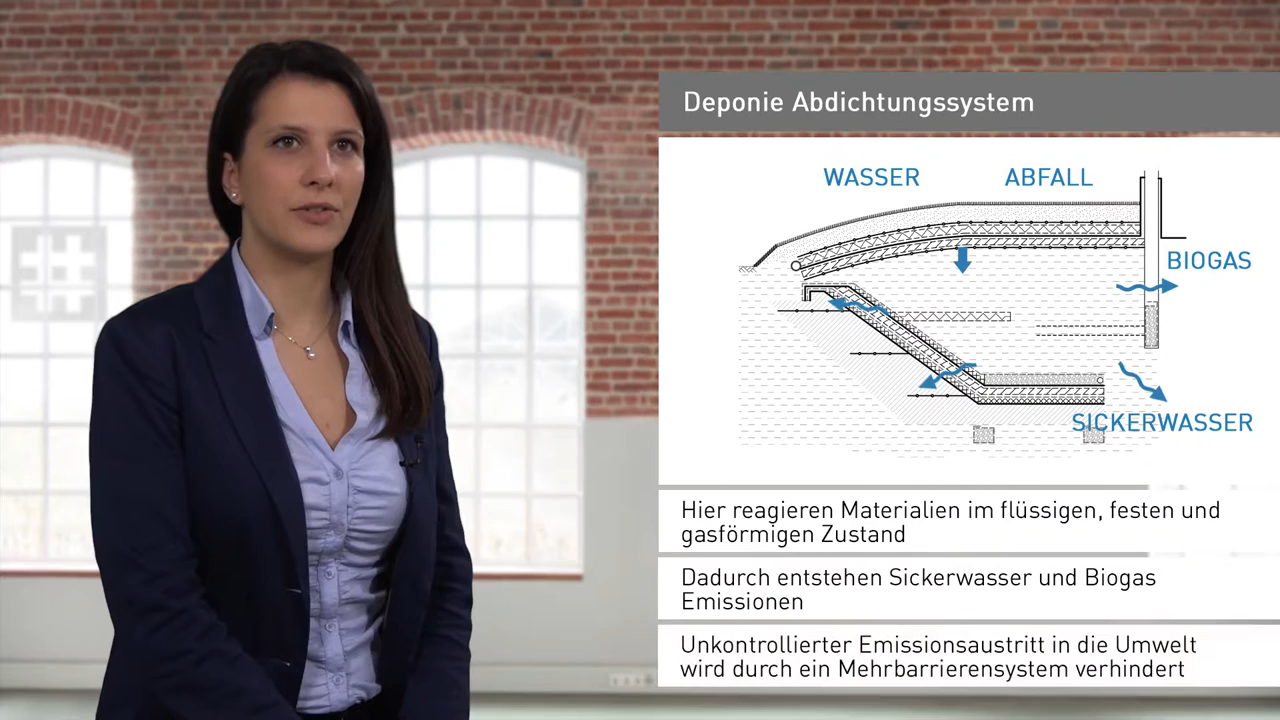 Deponie Abdichtungssystem
WASSER
ABFALL
BIOGAS
SICKERWASSER
Hier reagieren Materialien im flüssigen, festen und
gasförmigen Zustand
Dadurch entstehen Sickerwasser und Biogas
Emissionen
Unkontrollierter Emissionsaustritt in die Umwelt
wird durch ein Mehrbarrierensystem verhindert